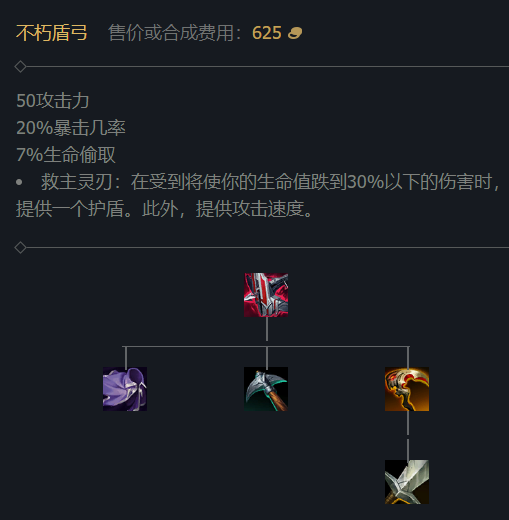 不朽盾弓 售价或合成费用：625
50攻击力
20%暴击几率
7%生命偷取
• 救主灵刃：在受到将使你的生命值跌到30%以下的伤害时，
提供一个护盾。此外，提供攻击速度。